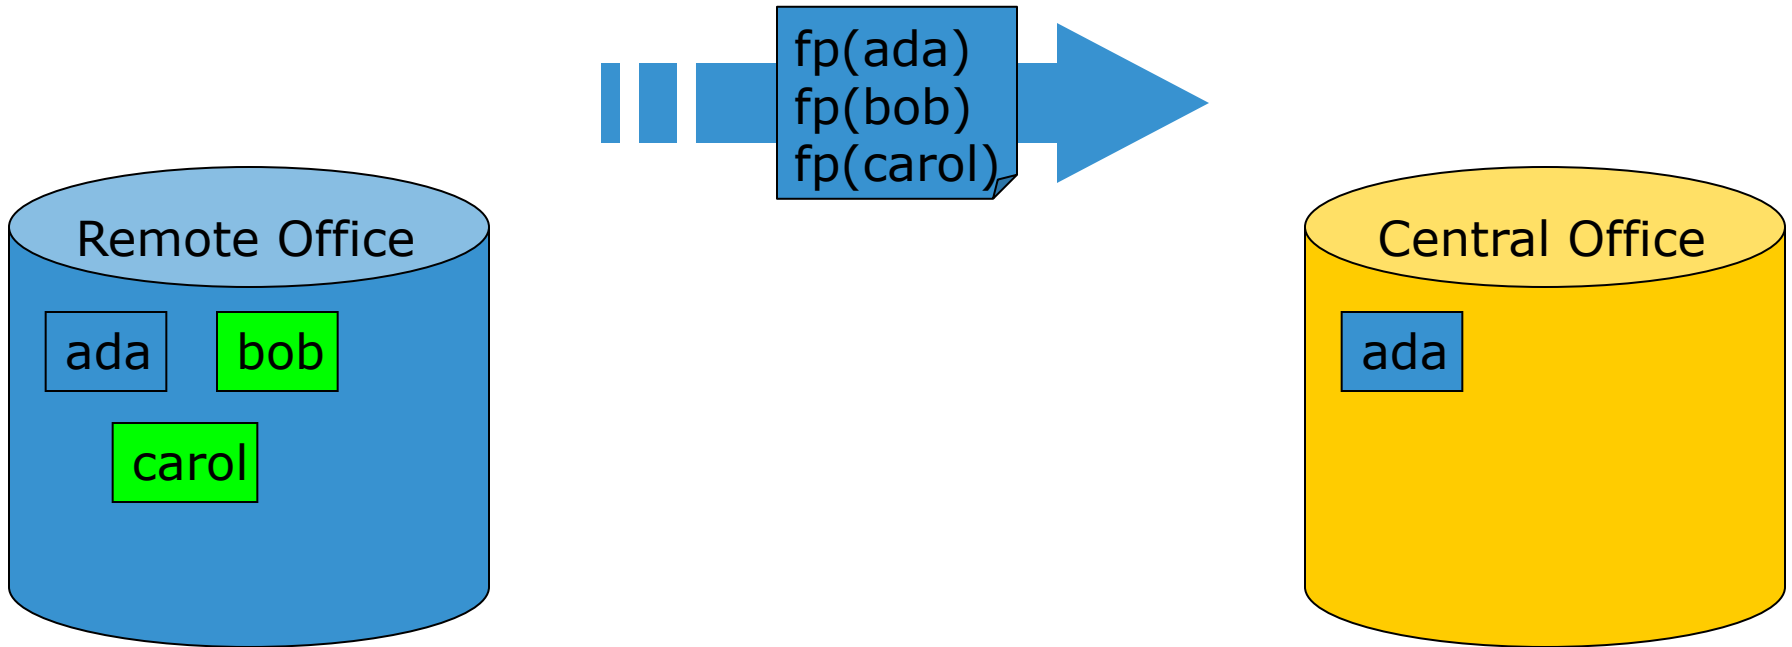 fp(ada)
fp(bob)
fp(carol)
Remote Office
ada
bob
carol
Central Office
ada